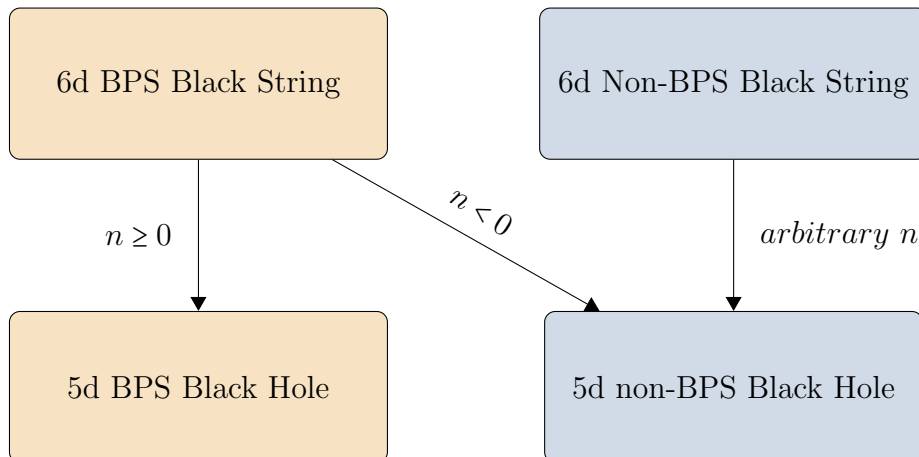 6d BPS Black String
6d Non-BPS Black String
n ≥ 0
n < 0
arbitrary n
5d BPS Black Hole
5d non-BPS Black Hole